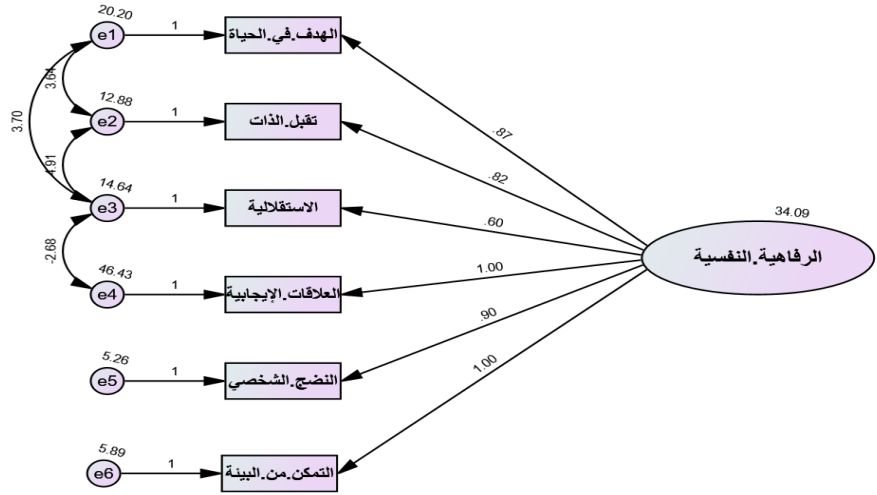 20.20
e1
1
الهدف.في.الحياة
3.64
.87
12.88
e2
1
تقبل.الذات
3.70
.82
14.64
e3
1
الاستقلالية
.60
34.09
الرفاهية.النفسية
-2.68
46.43
e4
1
العلاقات.الإيجابية
1.00
5.26
e5
1
النضج.الشخصي
.90
5.89
e6
1
التمكن.من.البيئة
1.00